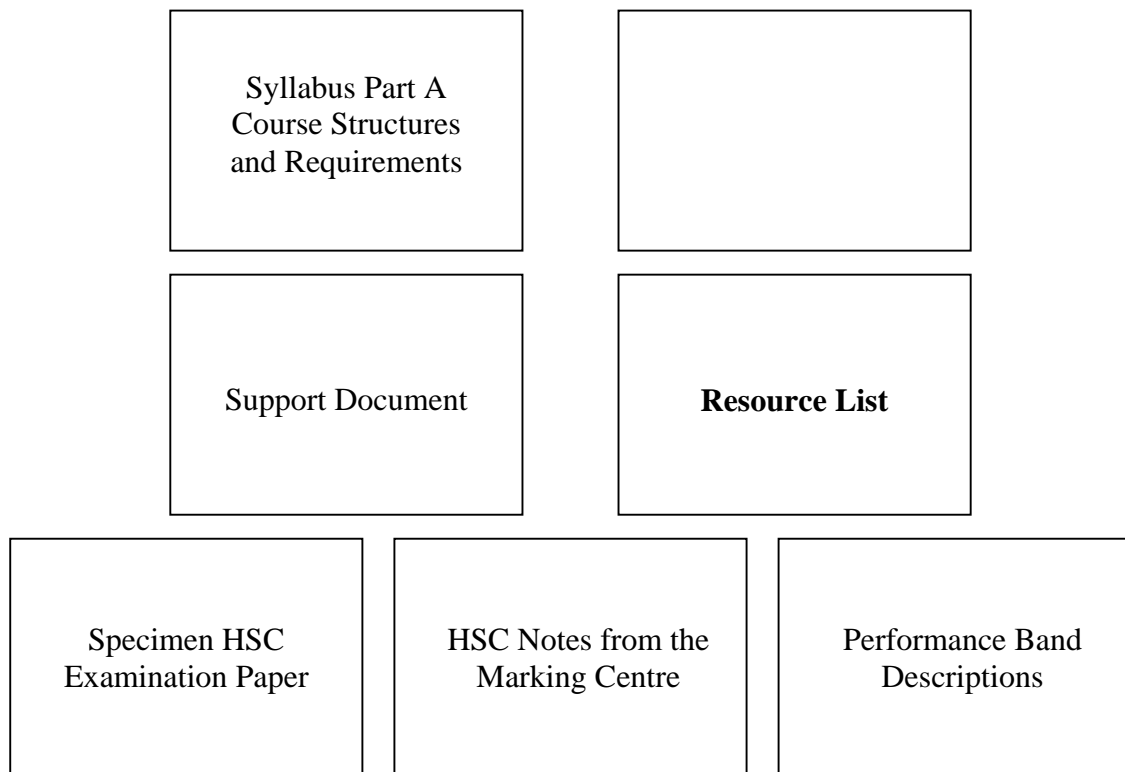 Syllabus Part A
Course Structures
and Requirements
Support Document
Resource List
Specimen HSC
Examination Paper
HSC Notes from the
Marking Centre
Performance Band
Descriptions